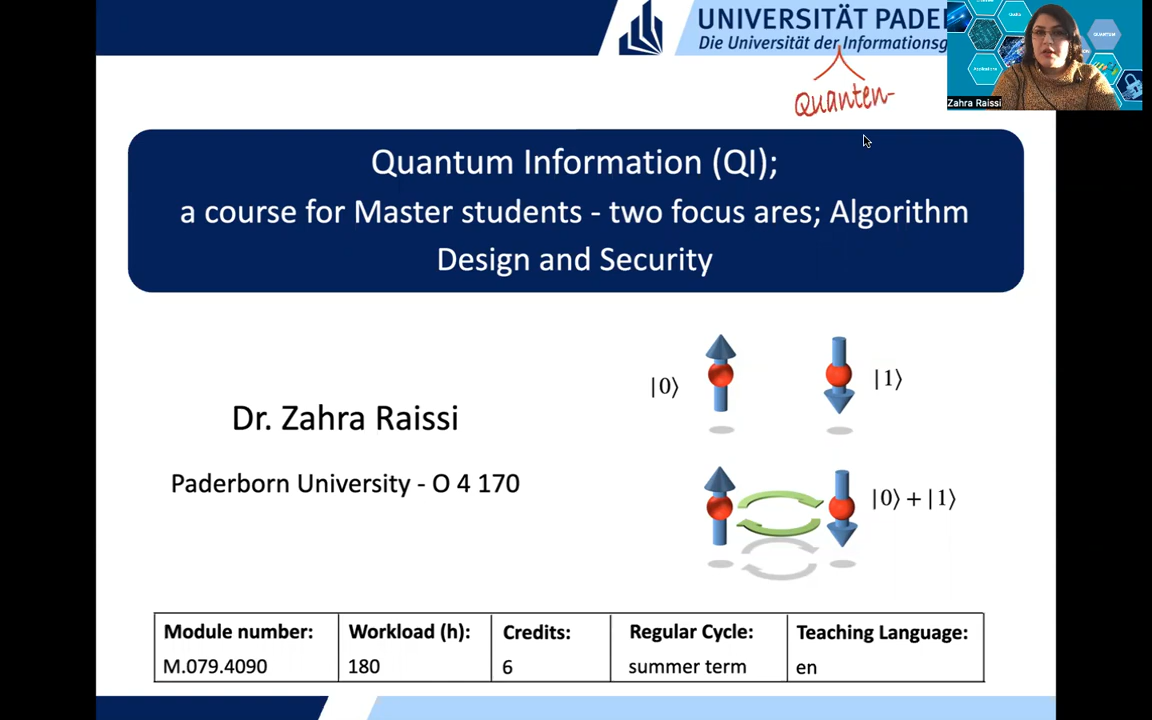 UNIVERSITÄT PADE
Die Universität der Informationsg
Quanten-
QUANTUM
Applications
Zahra Raissi
Quantum Information (QI);
a course for Master students - two focus ares; Algorithm
Design and Security
|0⟩
|1⟩
Dr. Zahra Raissi
Paderborn University - O 4 170
|0⟩ + |1⟩
Module number: Workload (h): Credits: Regular Cycle: Teaching Language:
M.079.4090 180 6 summer term en